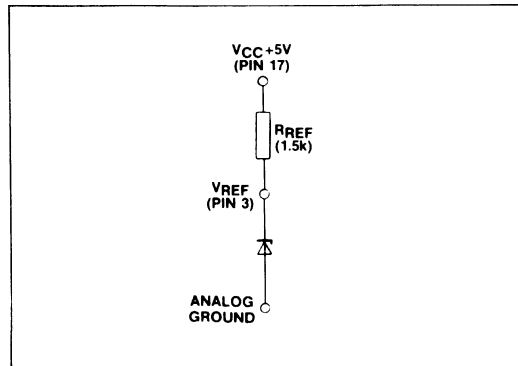 VCC+5V
(PIN 17)
RREF
(1.5k)
VREF
(PIN 3)
ANALOG
GROUND